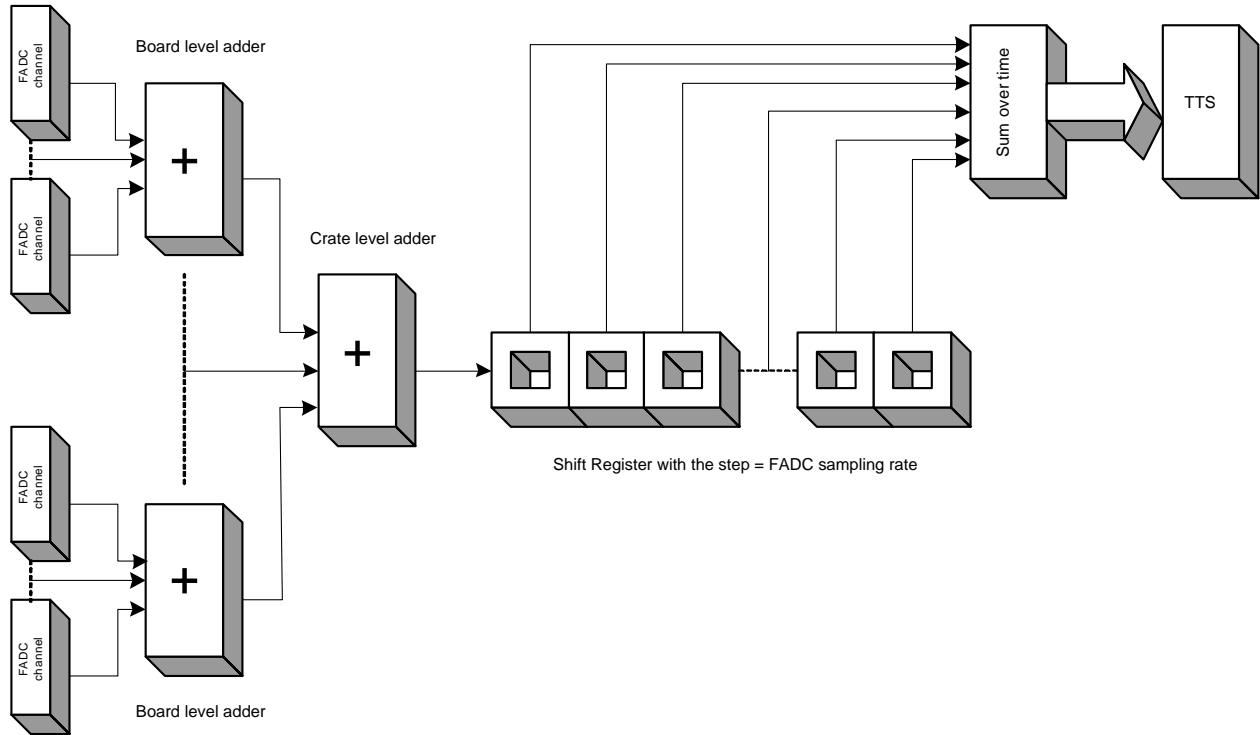 FADC
channel
Board level adder
+
FADC
channel
Crate level adder
+
Sum over time
TTS
Shift Register with the step = FADC sampling rate
FADC
channel
+
FADC
channel
Board level adder